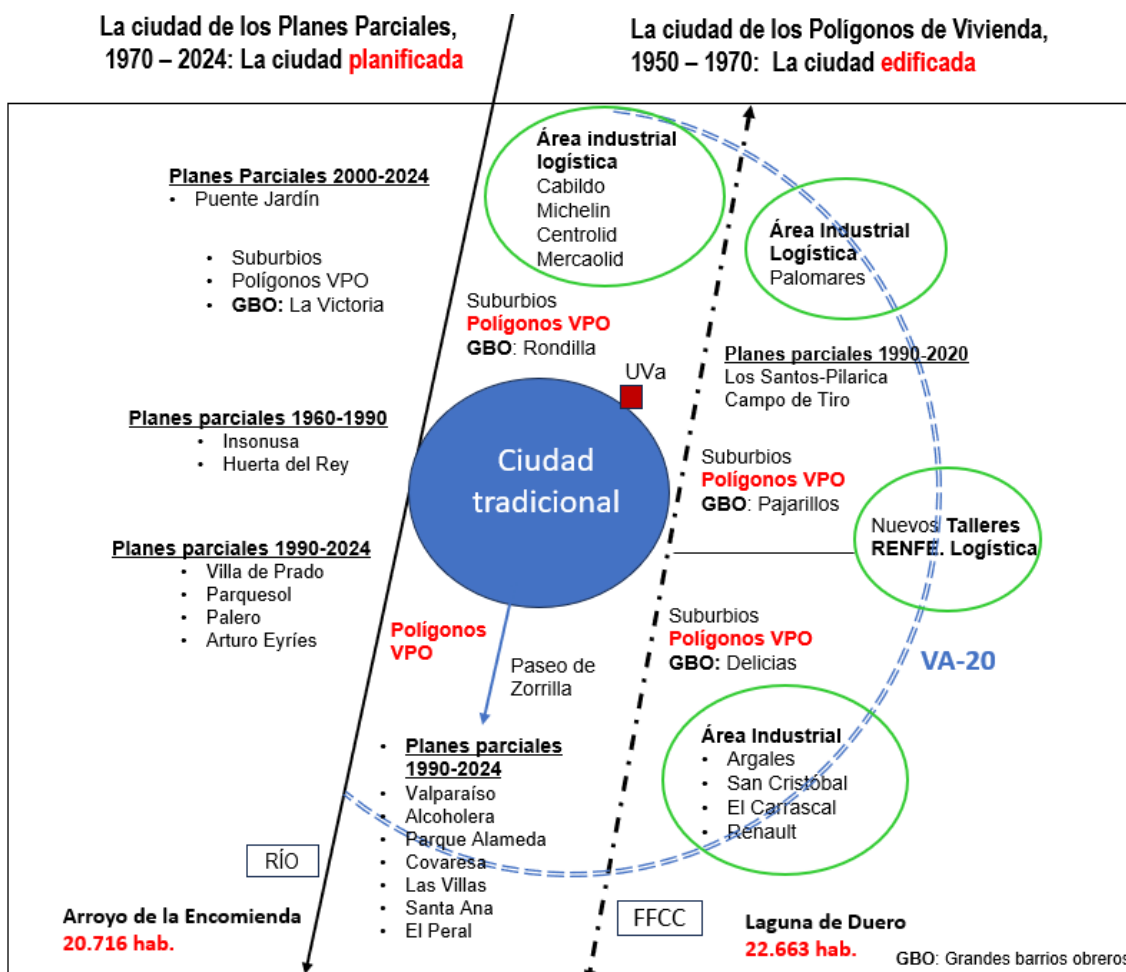 La ciudad de los Planes Parciales,
1970 – 2024: La ciudad planificada
La ciudad de los Polígonos de Vivienda,
1950 – 1970: La ciudad edificada
Área industrial
logística
Cabildo
Michelin
Centrolid
Mercaolid
Planes Parciales 2000-2024
• Puente Jardín
• Suburbios
• Polígonos VPO
• GBO: La Victoria
Área Industrial
Logística
Palomares
Suburbios
Polígonos VPO
GBO: Rondilla
UVa
Planes parciales 1990-2020
Los Santos-Pilarica
Campo de Tiro
Planes parciales 1960-1990
• Insonusa
• Huerta del Rey
Ciudad
tradicional
Suburbios
Polígonos VPO
GBO: Pajarillos
Nuevos Talleres
RENFE. Logística
Planes parciales 1990-2024
• Villa de Prado
• Parquesol
• Palero
• Arturo Eyríes
Polígonos
VPO
Paseo de
Zorrilla
Suburbios
Polígonos VPO
GBO: Delicias
VA-20
Área Industrial
• Argales
• San Cristóbal
• El Carrascal
• Renault
• Planes parciales
1990-2024
• Valparaíso
• Alcoholera
• Parque Alameda
• Covaresa
• Las Villas
• Santa Ana
• El Peral
RÍO
FFCC
Arroyo de la Encomienda
20.716 hab.
Laguna de Duero
22.663 hab.
GBO: Grandes barrios obreros